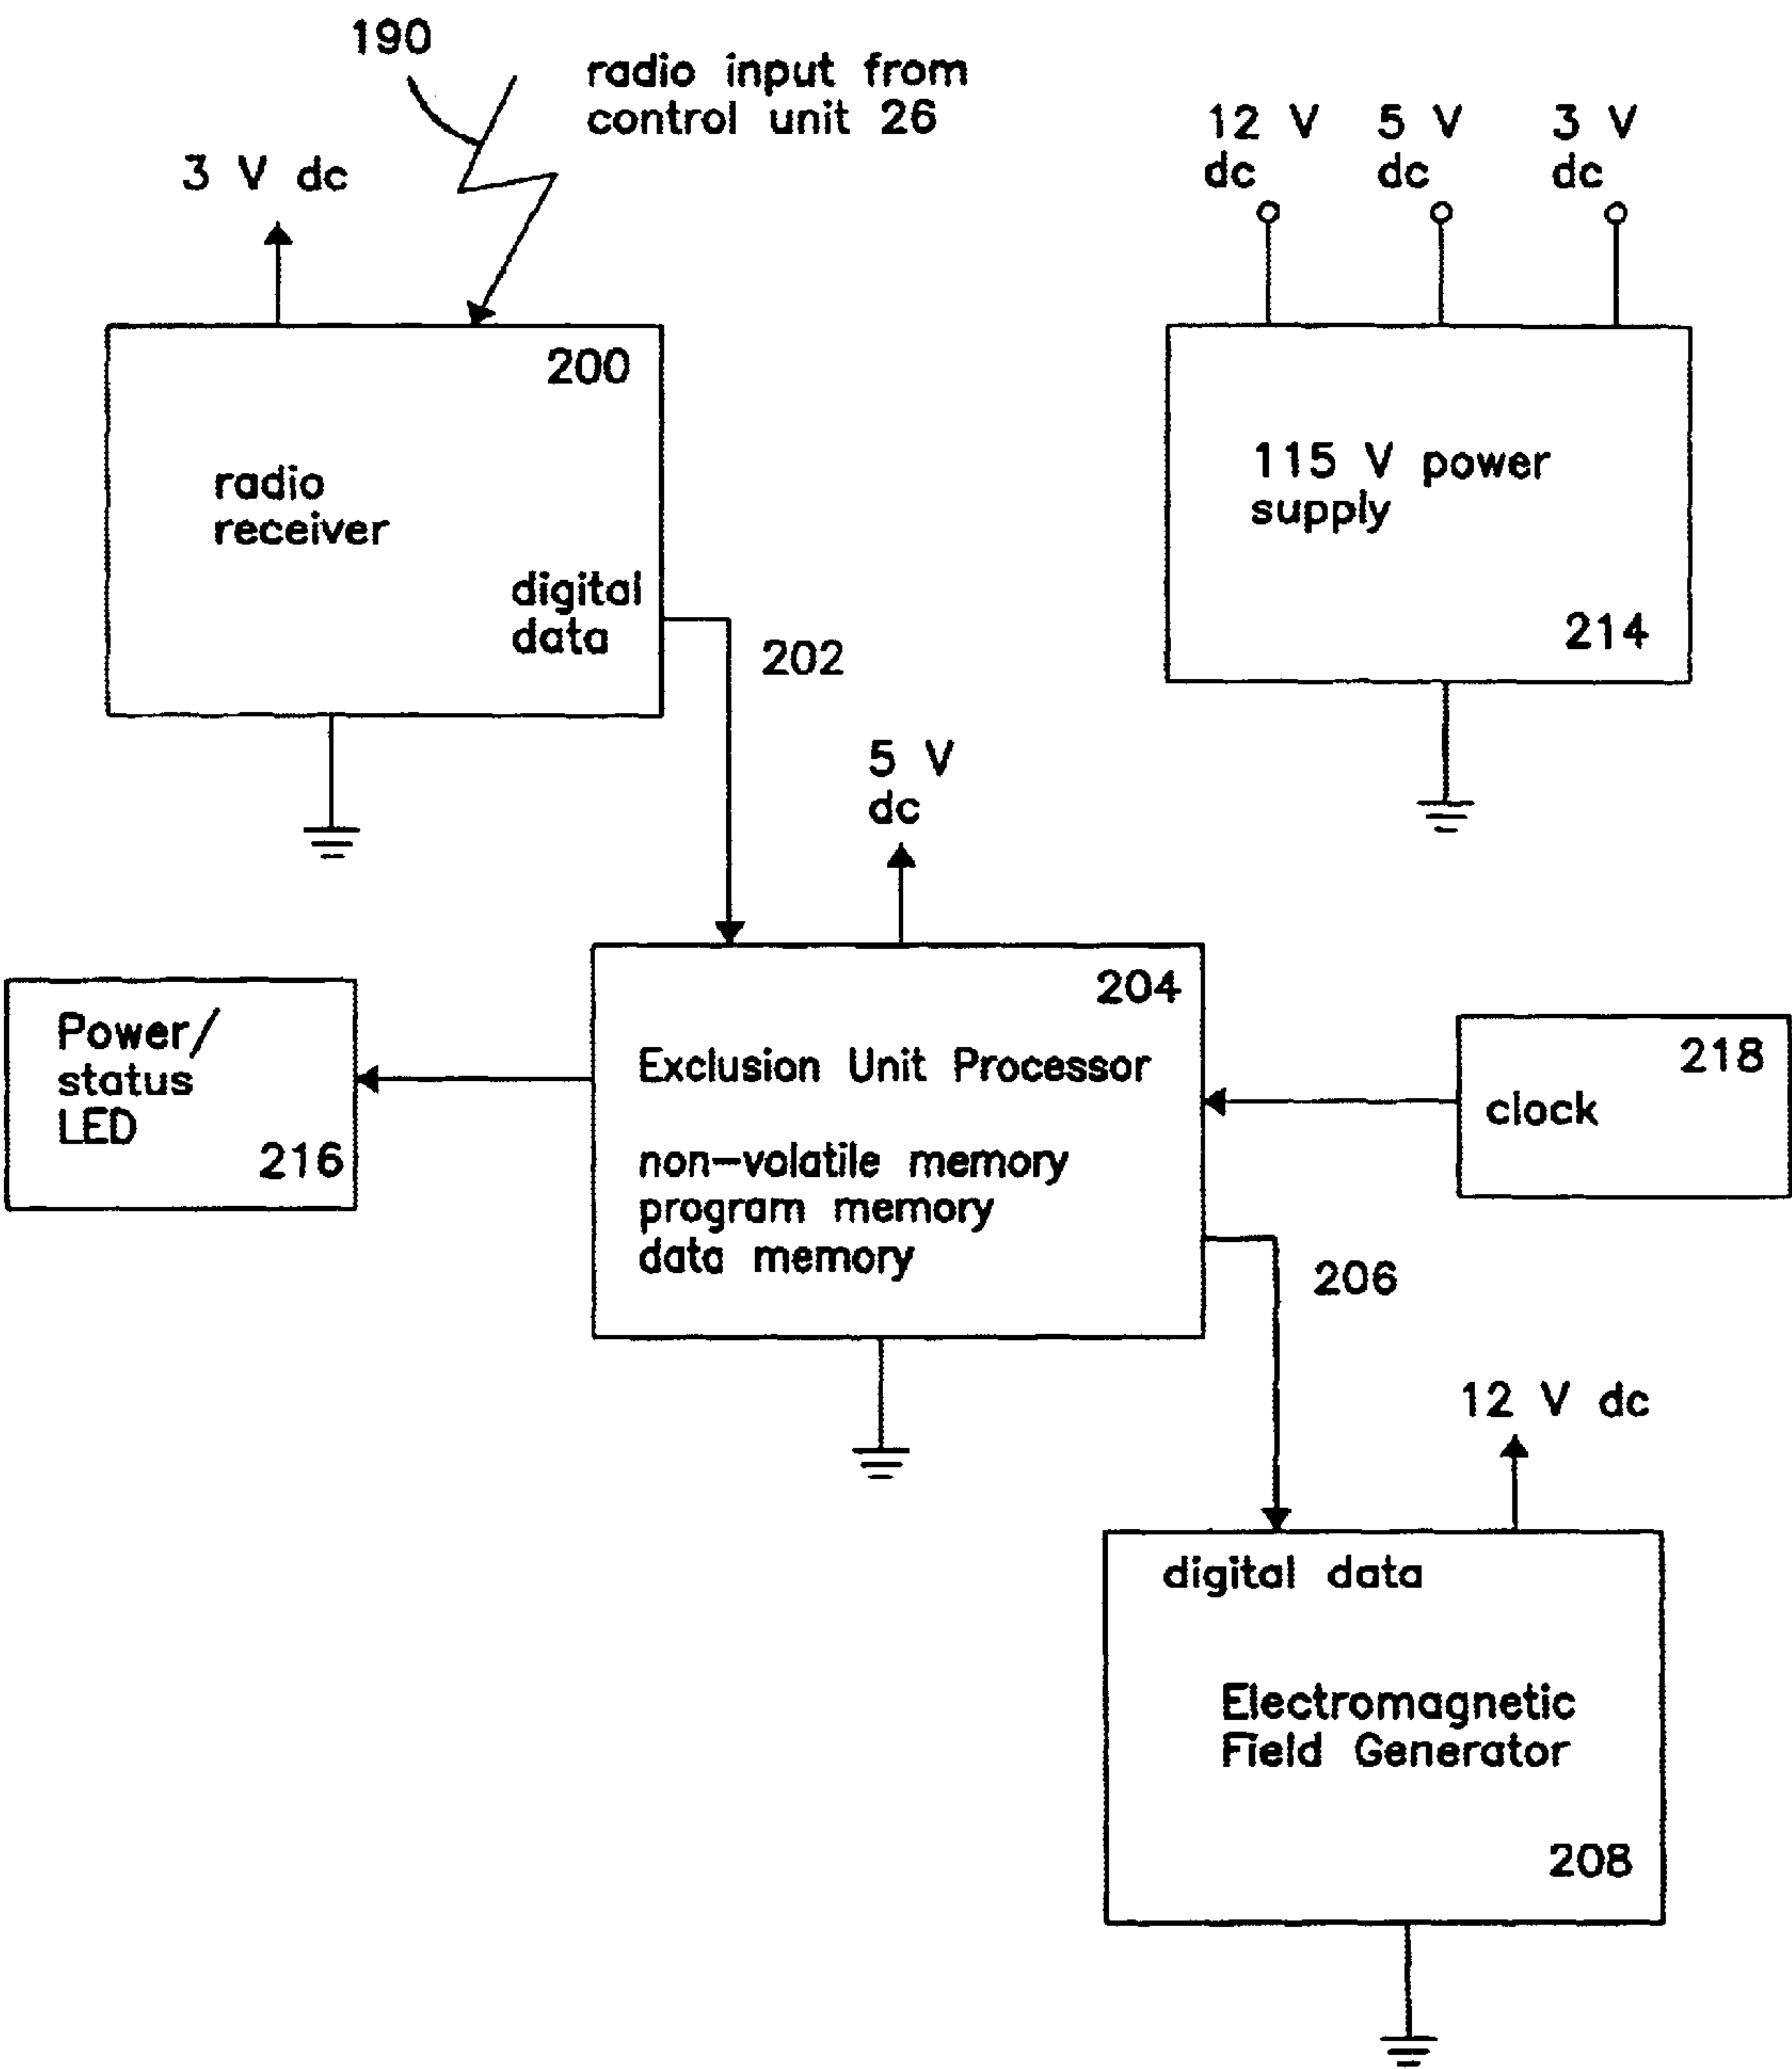 190
radio input from
control unit 26
3 V dc
12 V
dc
5 V
dc
3 V
dc
200
radio
receiver
digital
data
202
115 V power
supply
214
5 V
dc
204
Exclusion Unit Processor
non-volatile memory
program memory
data memory
Power/
status
LED
216
218
clock
206
12 V dc
digital data
Electromagnetic
Field Generator
208